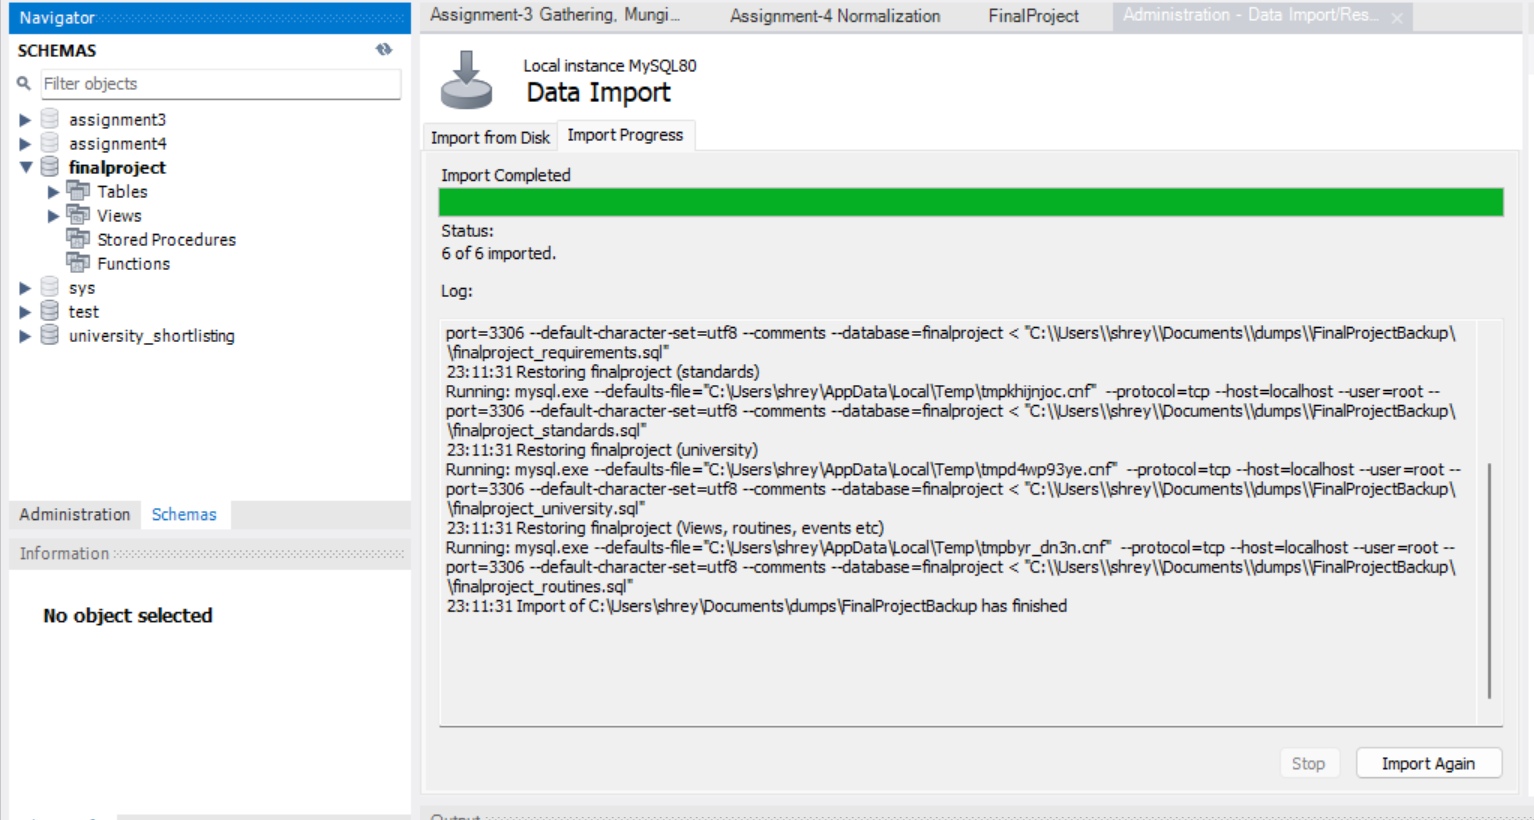 Navigator
SCHEMAS
Filter objects
assignment3
assignment4
finalproject
Tables
Views
Stored Procedures
Functions
sys
test
university_shortlisting
Administration
Schemas
Information
No object selected
Assignment-3 Gathering, Mungi...
Assignment-4 Normalization
FinalProject
Administration - Data Import/Res...
Local instance MySQL80
Data Import
Import from Disk
Import Progress
Import Completed
Status:
6 of 6 imported.
Log:
port=3306 --default-character-set=utf8 --comments --database=finalproject < "C:\\Users\\shrey\\Documents\\dumps\\FinalProjectBackup\
\finalproject_requirements.sql"
23:11:31 Restoring finalproject (standards)
Running: mysql.exe --defaults-file="C:\Users\shrey\AppData\Local\Temp\tmpkhijnjoc.cnf"  --protocol=tcp --host=localhost --user=root --
port=3306 --default-character-set=utf8 --comments --database=finalproject < "C:\\Users\\shrey\\Documents\\dumps\\FinalProjectBackup\
\finalproject_standards.sql"
23:11:31 Restoring finalproject (university)
Running: mysql.exe --defaults-file="C:\Users\shrey\AppData\Local\Temp\tmpd4wp93ye.cnf"  --protocol=tcp --host=localhost --user=root --
port=3306 --default-character-set=utf8 --comments --database=finalproject < "C:\\Users\\shrey\\Documents\\dumps\\FinalProjectBackup\
\finalproject_university.sql"
23:11:31 Restoring finalproject (Views, routines, events etc)
Running: mysql.exe --defaults-file="C:\Users\shrey\AppData\Local\Temp\tmpbyr_dn3n.cnf"  --protocol=tcp --host=localhost --user=root --
port=3306 --default-character-set=utf8 --comments --database=finalproject < "C:\\Users\\shrey\\Documents\\dumps\\FinalProjectBackup\
\finalproject_routines.sql"
23:11:31 Import of C:\Users\shrey\Documents\dumps\FinalProjectBackup has finished
Stop
Import Again